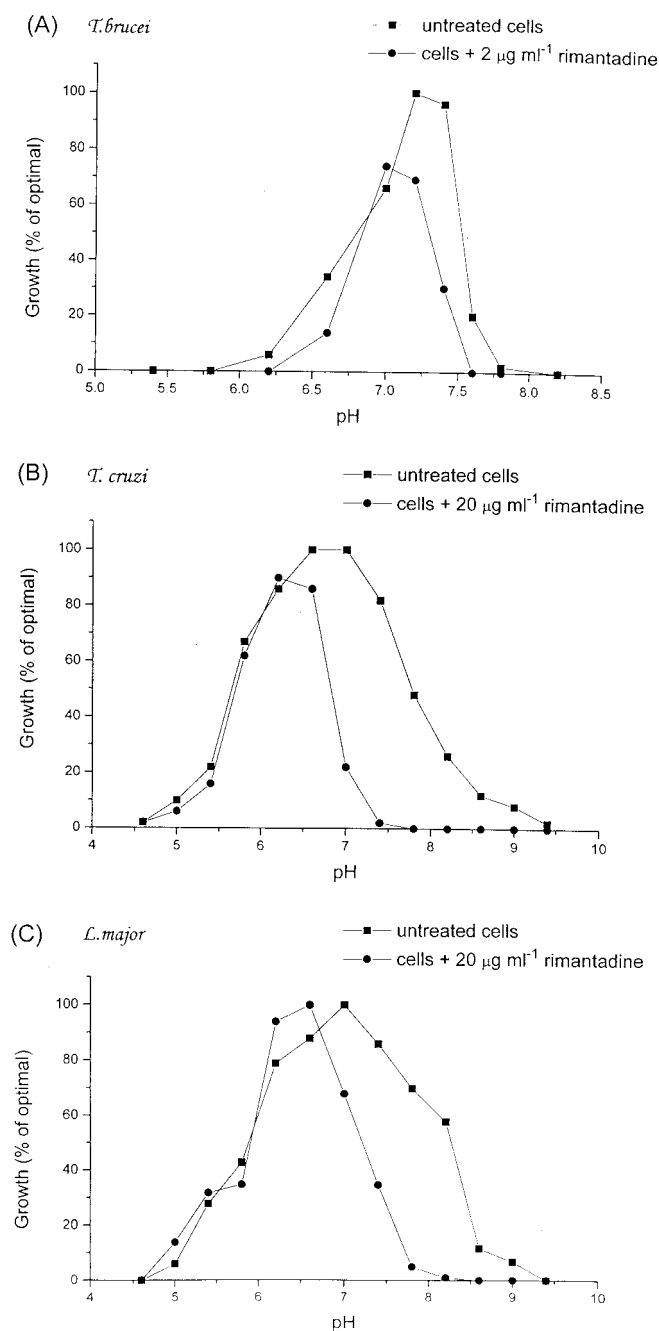 (A) T.brucei
untreated cells
cells + 2 μg ml⁻¹ rimantadine
100
80
60
40
20
0
Growth (% of optimal)
5.0 5.5 6.0 6.5 7.0 7.5 8.0 8.5
pH
(B) T. cruzi
untreated cells
cells + 20 μg ml⁻¹ rimantadine
100
80
60
40
20
0
Growth (% of optimal)
4 5 6 7 8 9 10
pH
(C) L.major
untreated cells
cells + 20 μg ml⁻¹ rimantadine
100
80
60
40
20
0
Growth (% of optimal)
4 5 6 7 8 9 10
pH